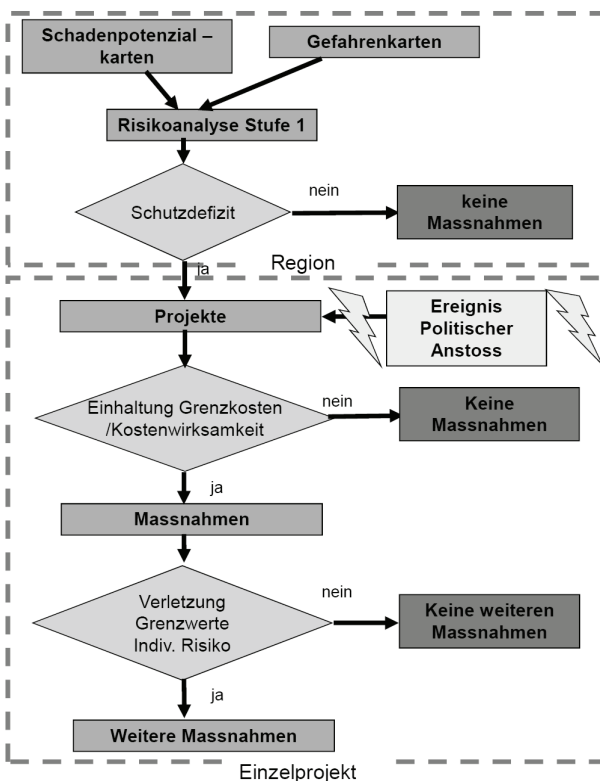 Schadenpotenzial –
karten
Gefahrenkarten
Risikoanalyse Stufe 1
Schutzdefizit
nein
keine
Massnahmen
ja
Region
Projekte
Ereignis
Politischer
Anstoss
Einhaltung Grenzkosten
/Kostenwirksamkeit
nein
Keine
Massnahmen
ja
Massnahmen
Verletzung
Grenzwerte
Indiv. Risiko
nein
Keine weiteren
Massnahmen
ja
Weitere Massnahmen
Einzelprojekt